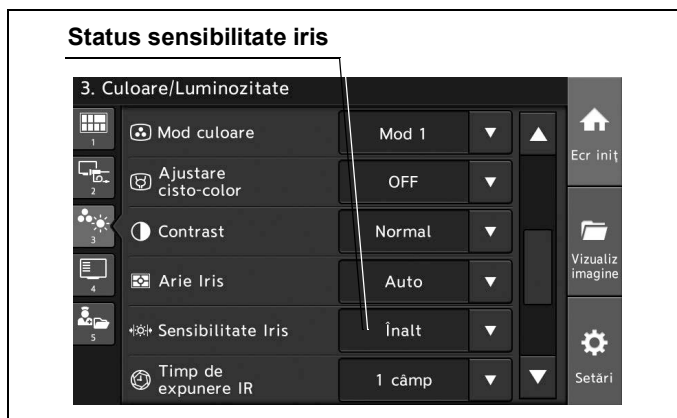 Status sensibilitate iris
3. Culoare/Luminozitate
1
Mod culoare
Mod 1
Ecr iniț
2
Ajustare
cisto-color
OFF
3
Contrast
Normal
Vizualiz
imagine
4
Arie Iris
Auto
5
Sensibilitate Iris
Înalt
Timp de
expunere IR
1 câmp
Setări